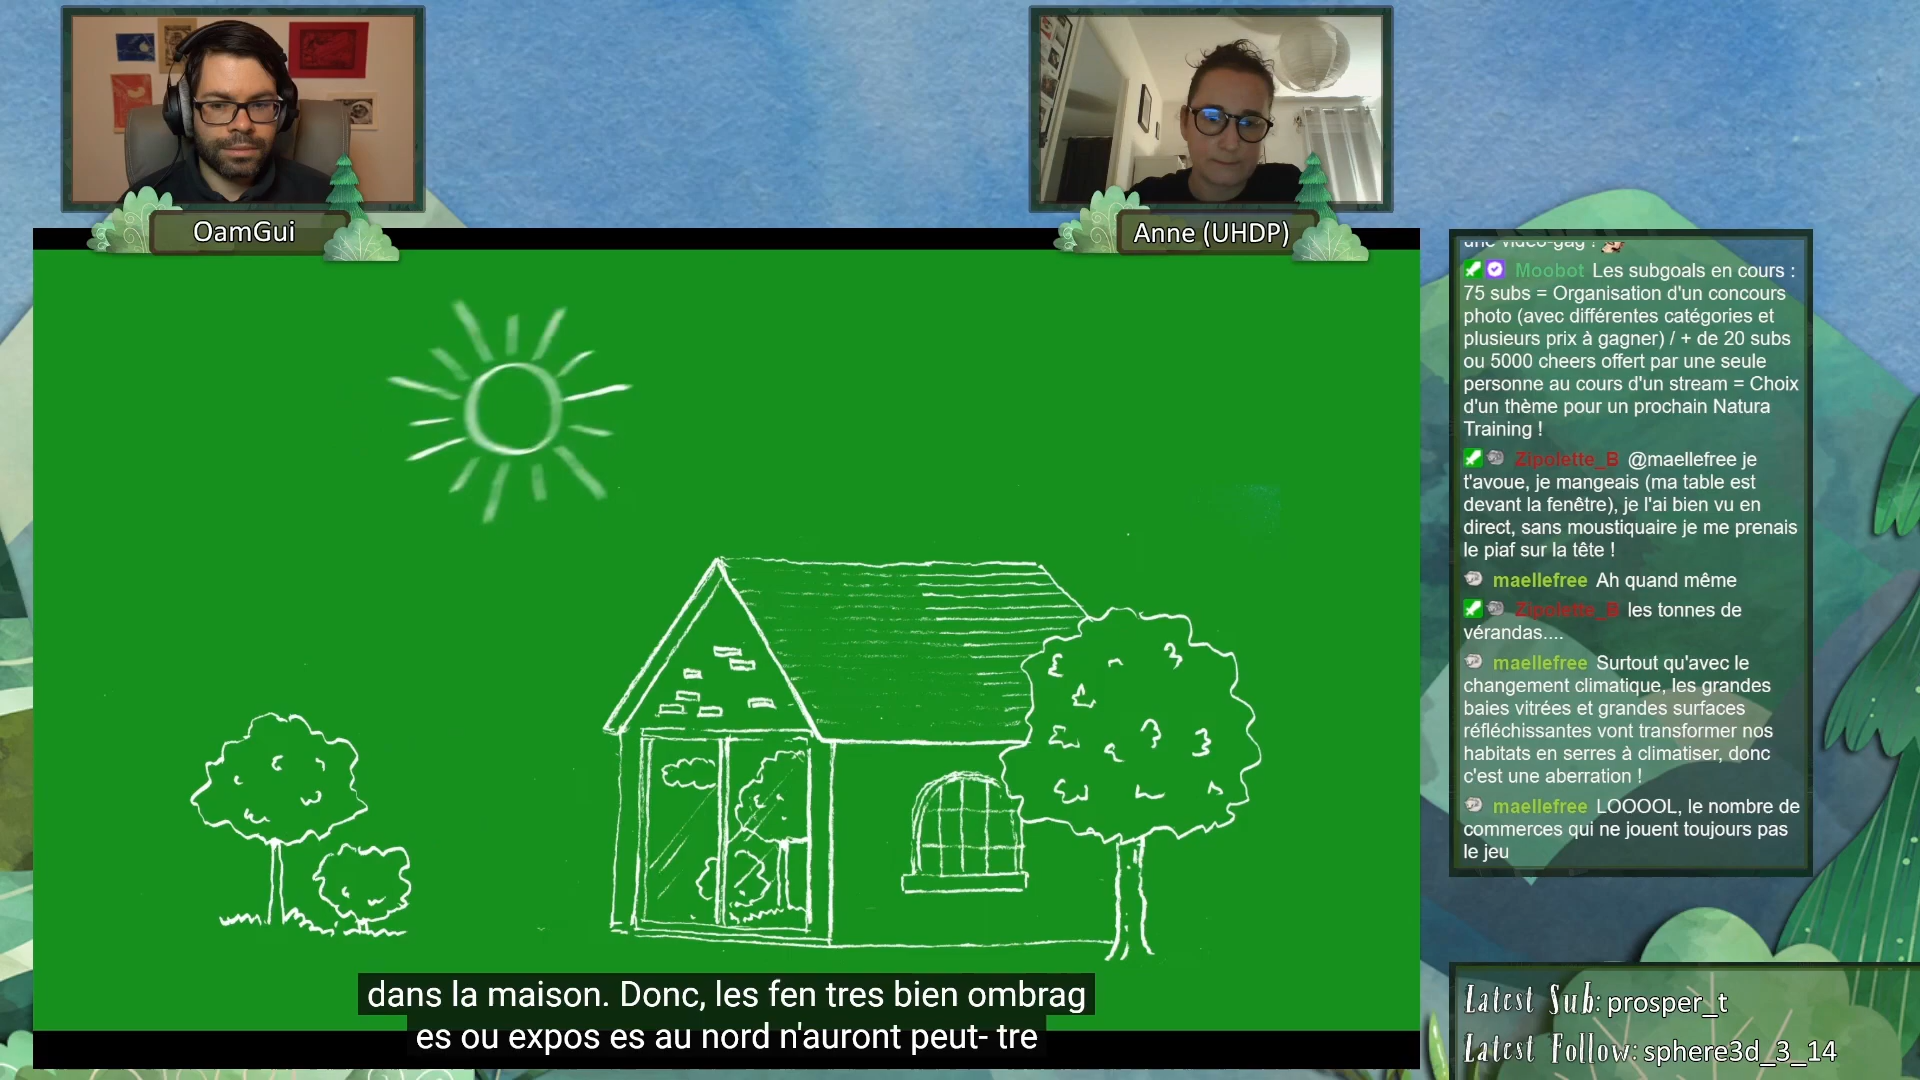 OamGui
Anne (UHDP)
une vidéo-gag !
Moobot Les subgoals en cours :
75 subs = Organisation d'un concours
photo (avec différentes catégories et
plusieurs prix à gagner) / + de 20 subs
ou 5000 cheers offert par une seule
personne au cours d'un stream = Choix
d'un thème pour un prochain Natura
Training !
Zipolette_B @maellefree je
t'avoue, je mangeais (ma table est
devant la fenêtre), je l'ai bien vu en
direct, sans moustiquaire je me prenais
le piaf sur la tête !
maellefree Ah quand même
Zipolette_B les tonnes de
vérandas....
maellefree Surtout qu'avec le
changement climatique, les grandes
baies vitrées et grandes surfaces
réfléchissantes vont transformer nos
habitats en serres à climatiser, donc
c'est une aberration !
maellefree LOOOOL, le nombre de
commerces qui ne jouent toujours pas
le jeu
dans la maison. Donc, les fen tres bien ombrag
es ou expos es au nord n'auront peut- tre
Latest Sub: prosper_t
Latest Follow: sphere3d_3_14